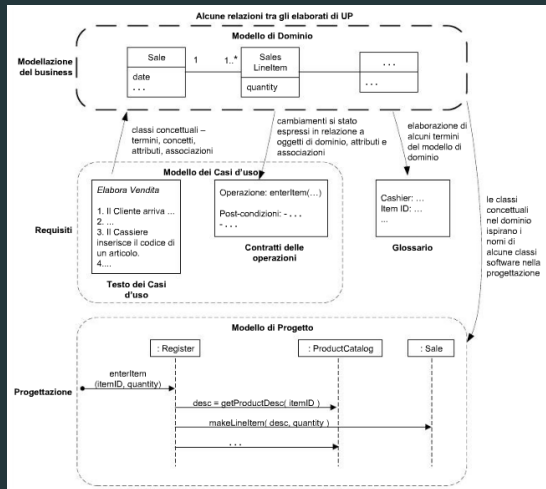 Alcune relazioni tra gli elaborati di UP
Modello di Dominio
Modellazione
del business
Sale
date
. . .
1
1..*
Sales
LineItem
quantity
. . .
. . .
classi concettuali –
termini, concetti,
attributi, associazioni
cambiamenti si stato
espressi in relazione a
oggetti di dominio, attributi e
associazioni
elaborazione di
alcuni termini
del modello di
dominio
Modello dei Casi d'uso
Requisiti
Elabora Vendita
1. Il Cliente arriva ...
2. ...
3. Il Cassiere
inserisce il codice di
un articolo.
4....
Testo dei Casi
d'uso
Operazione: enterItem(…)
Post-condizioni: - . . .
- . . .
Contratti delle
operazioni
Cashier: …
Item ID: …
...
Glossario
le classi
concettuali
nel dominio
ispirano i
nomi di
alcune classi
software nella
progettazione
Modello di Progetto
Progettazione
: Register
: ProductCatalog
: Sale
enterItem
(itemID, quantity)
desc = getProductDesc( itemID )
makeLineItem( desc, quantity )
. . .